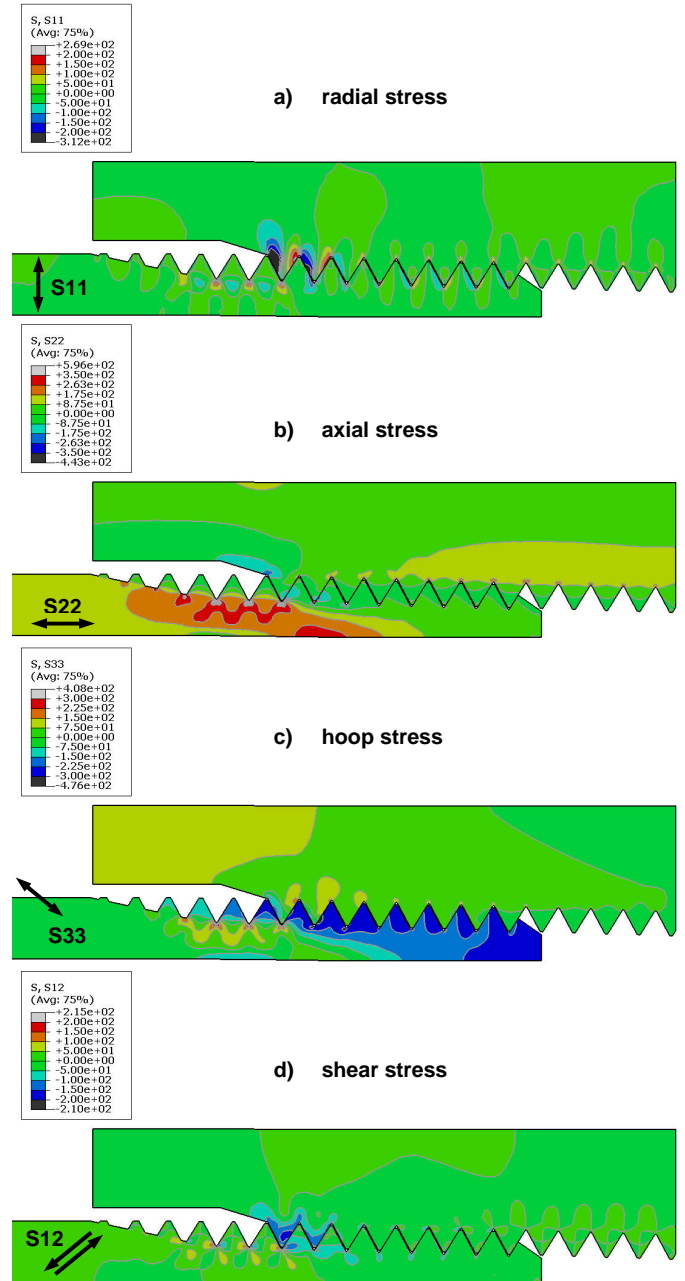 S, S11
(Avg: 75%)
+2.69e+02
+2.00e+02
+1.50e+02
+1.00e+02
+5.00e+01
+0.00e+00
-5.00e+01
-1.00e+02
-1.50e+02
-2.00e+02
-3.12e+02
a) radial stress
S11
S, S22
(Avg: 75%)
+5.96e+02
+3.50e+02
+2.63e+02
+1.75e+02
+8.75e+01
+0.00e+00
-8.75e+01
-1.75e+02
-2.63e+02
-3.50e+02
-4.43e+02
b) axial stress
S22
S, S33
(Avg: 75%)
+4.08e+02
+3.00e+02
+2.25e+02
+1.50e+02
+7.50e+01
+0.00e+00
-7.50e+01
-1.50e+02
-2.25e+02
-3.00e+02
-4.76e+02
c) hoop stress
S33
S, S12
(Avg: 75%)
+2.15e+02
+2.00e+02
+1.50e+02
+1.00e+02
+5.00e+01
+0.00e+00
-5.00e+01
-1.00e+02
-1.50e+02
-2.00e+02
-2.10e+02
d) shear stress
S12